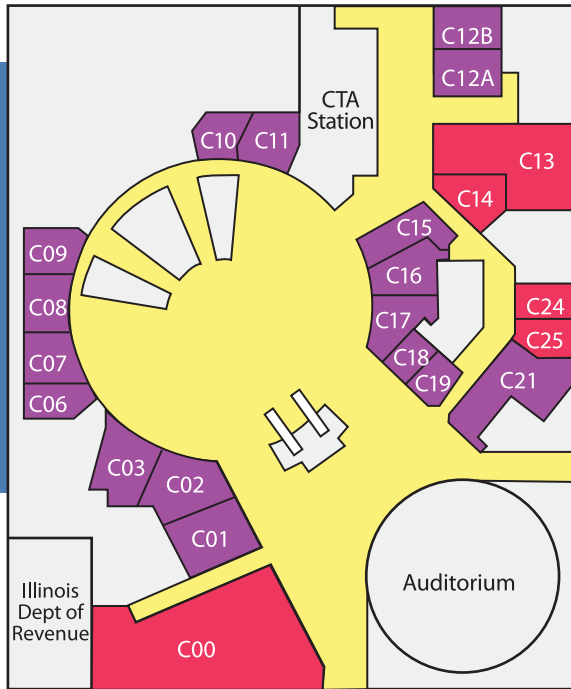 C12B
C12A
CTA
Station
C10
C11
C13
C14
C15
C09
C16
C08
C24
C17
C25
C07
C18
C19
C21
C06
C03
C02
C01
Auditorium
Illinois
Dept of
Revenue
C00